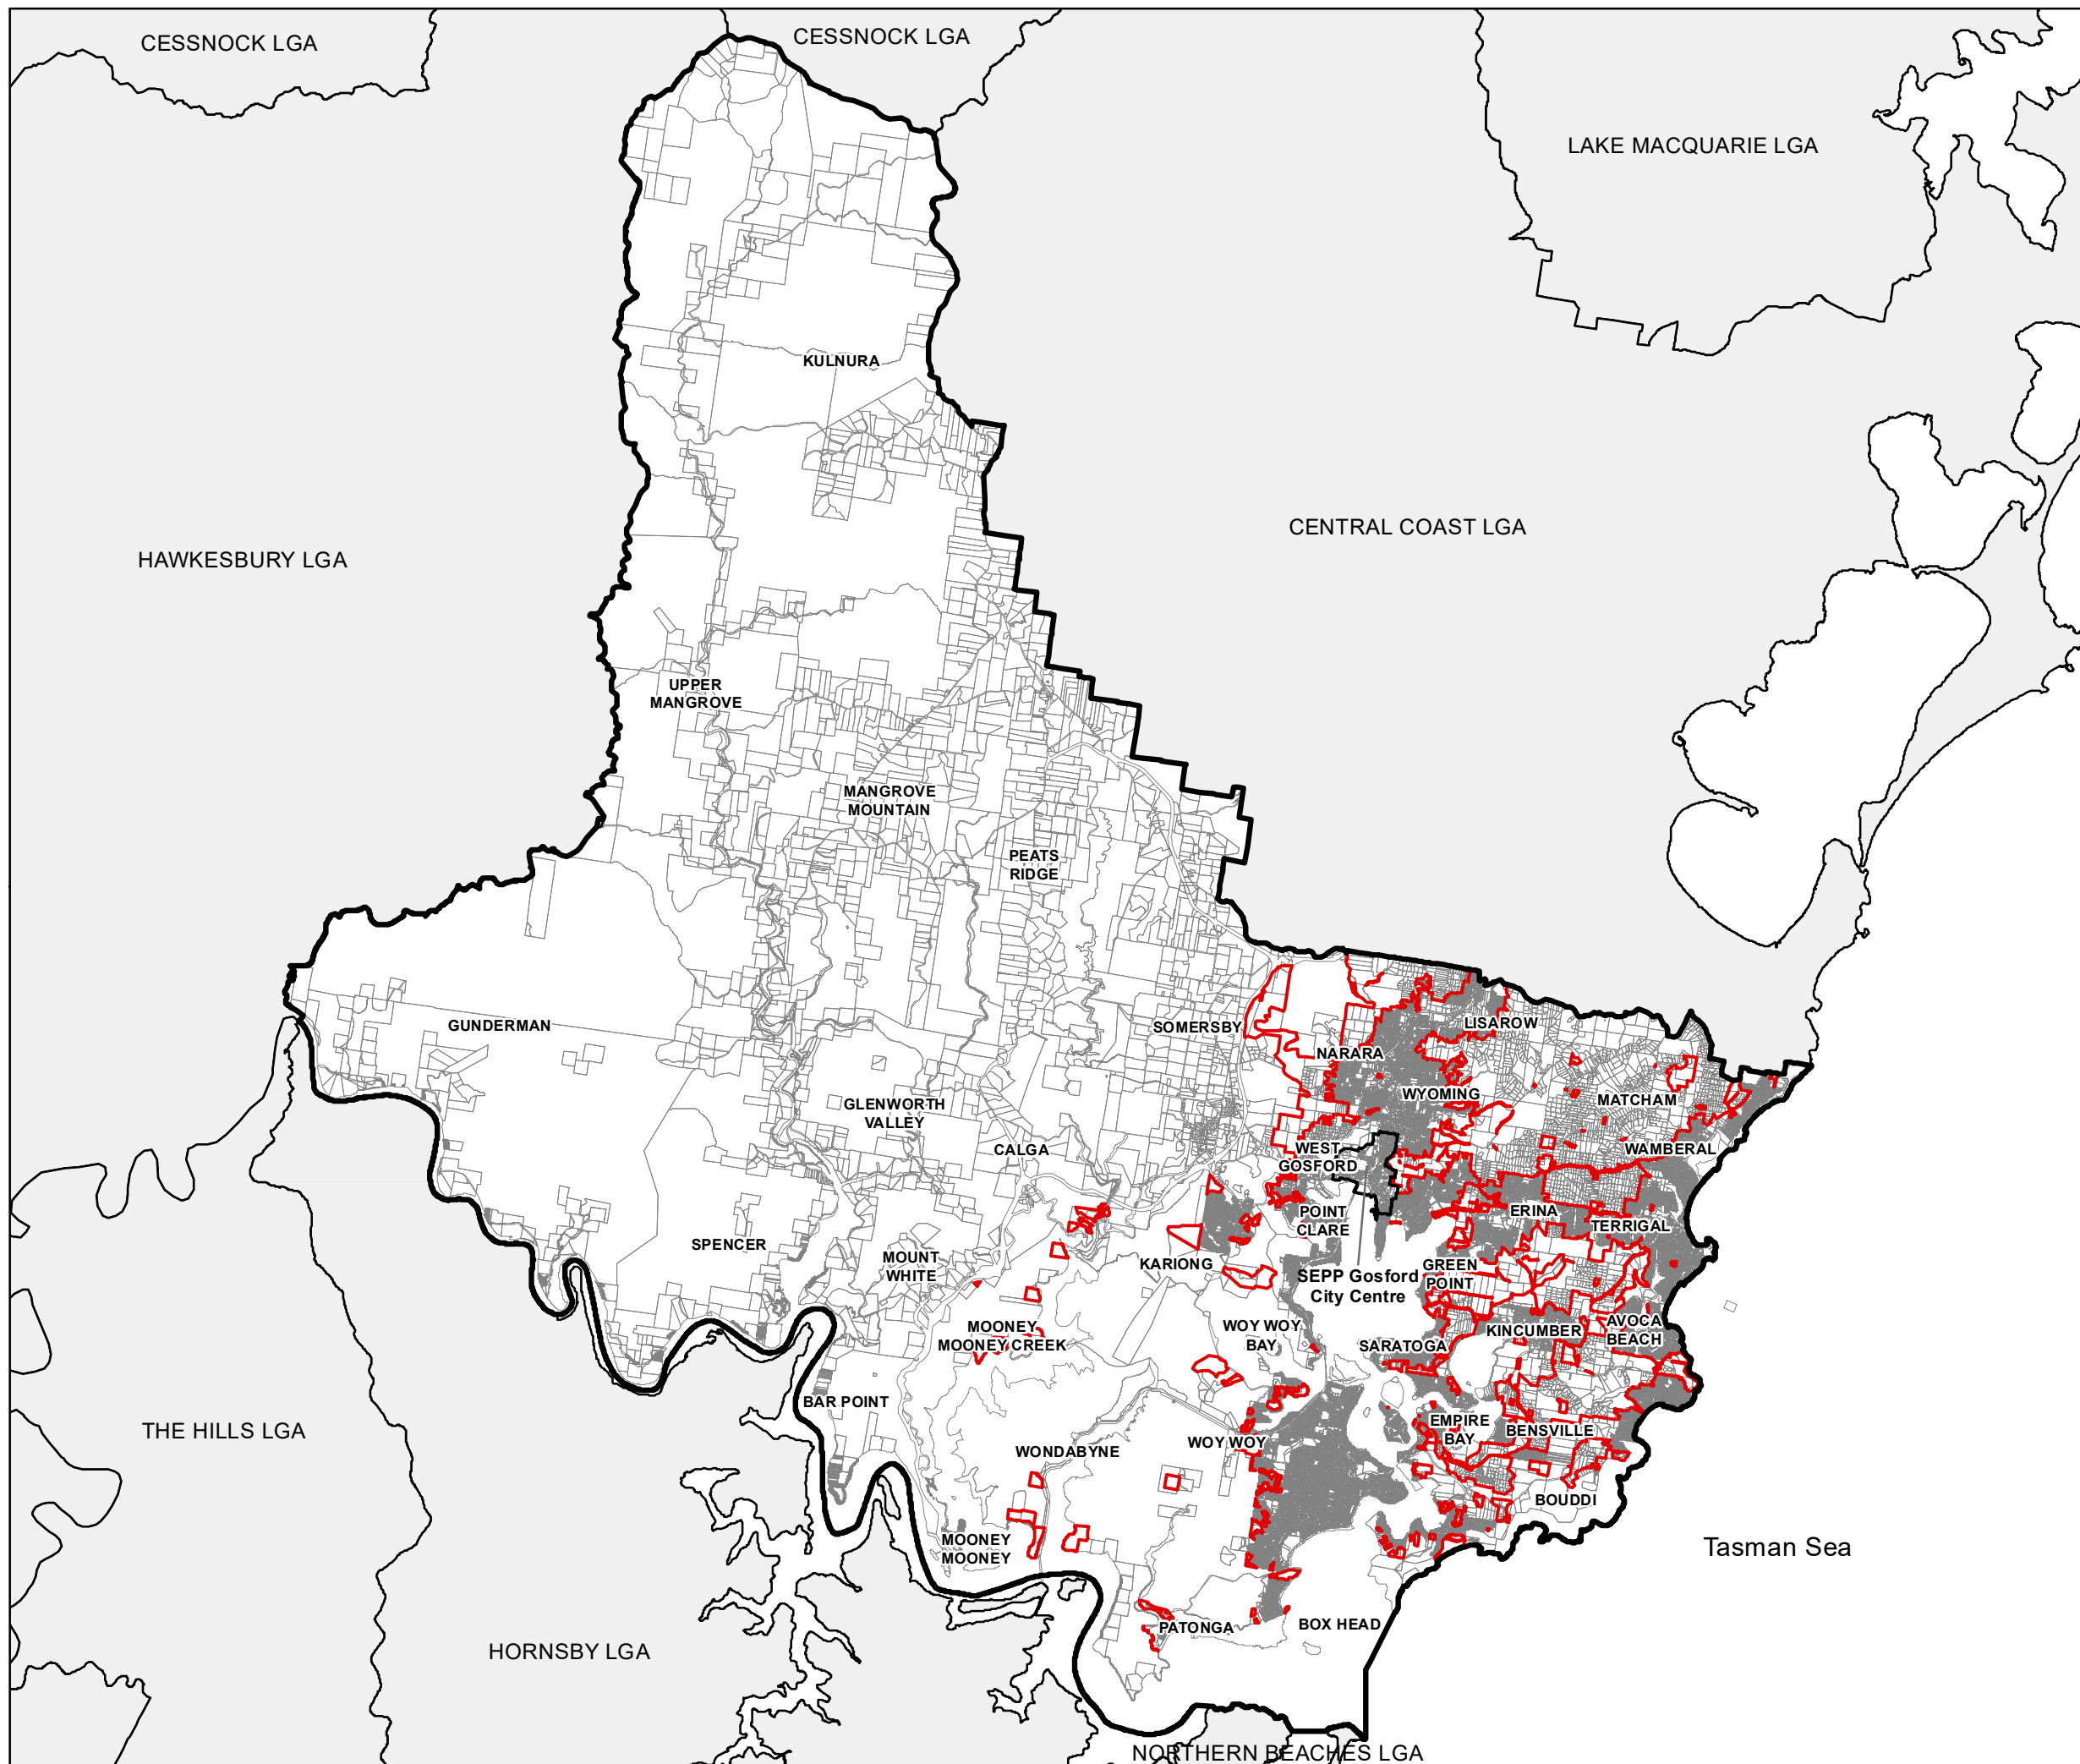 CESSNOCK LGA
CESSNOCK LGA
LAKE MACQUARIE LGA
KULNURA
CENTRAL COAST LGA
HAWKESBURY LGA
UPPER
MANGROVE
MANGROVE
MOUNTAIN
PEATS
RIDGE
GUNDERMAN
SOMERSBY
LISAROW
NARARA
WYOMING
MATCHAM
GLENWORTH
VALLEY
CALGA
WEST
GOSFORD
WAMBERAL
POINT
CLARE
ERINA
TERRIGAL
SPENCER
MOUNT
WHITE
KARIONG
SEPP Gosford
City Centre
GREEN
POINT
MOONEY
MOONEY CREEK
WOY WOY
BAY
SARATOGA
KINCUMBER
AVOCA
BEACH
BAR POINT
THE HILLS LGA
WONDABYNE
WOY WOY
EMPIRE
BAY
BENSVILLE
BOUDDI
MOONEY
MOONEY
Tasman Sea
HORNSBY LGA
PATONGA
BOX HEAD
NORTHERN BEACHES LGA